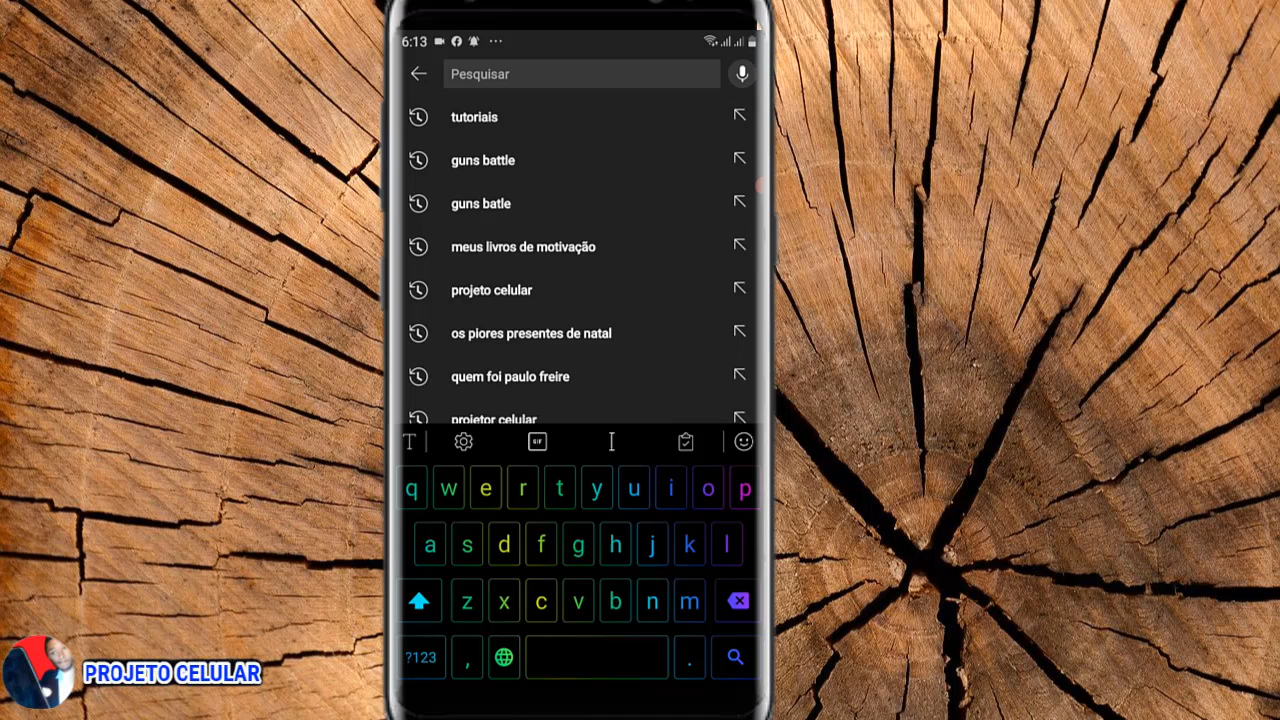 6:13
Pesquisar
tutoriais
guns battle
guns batle
meus livros de motivação
projeto celular
os piores presentes de natal
quem foi paulo freire
projetor celular
T GIF
q w e r t y u i o p
a s d f g h j k l
z x c v b n m
?123 , .
PROJETO CELULAR